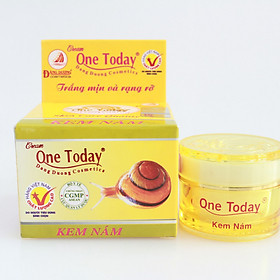 Cream
One Today®
Dang Duong Cosmetics
Trắng mịn và rạng rỡ
Cream
One Today®
Dang Duong Cosmetics
CGMP
ASEAN
KEM NÁM
One Today®
Kem Nám